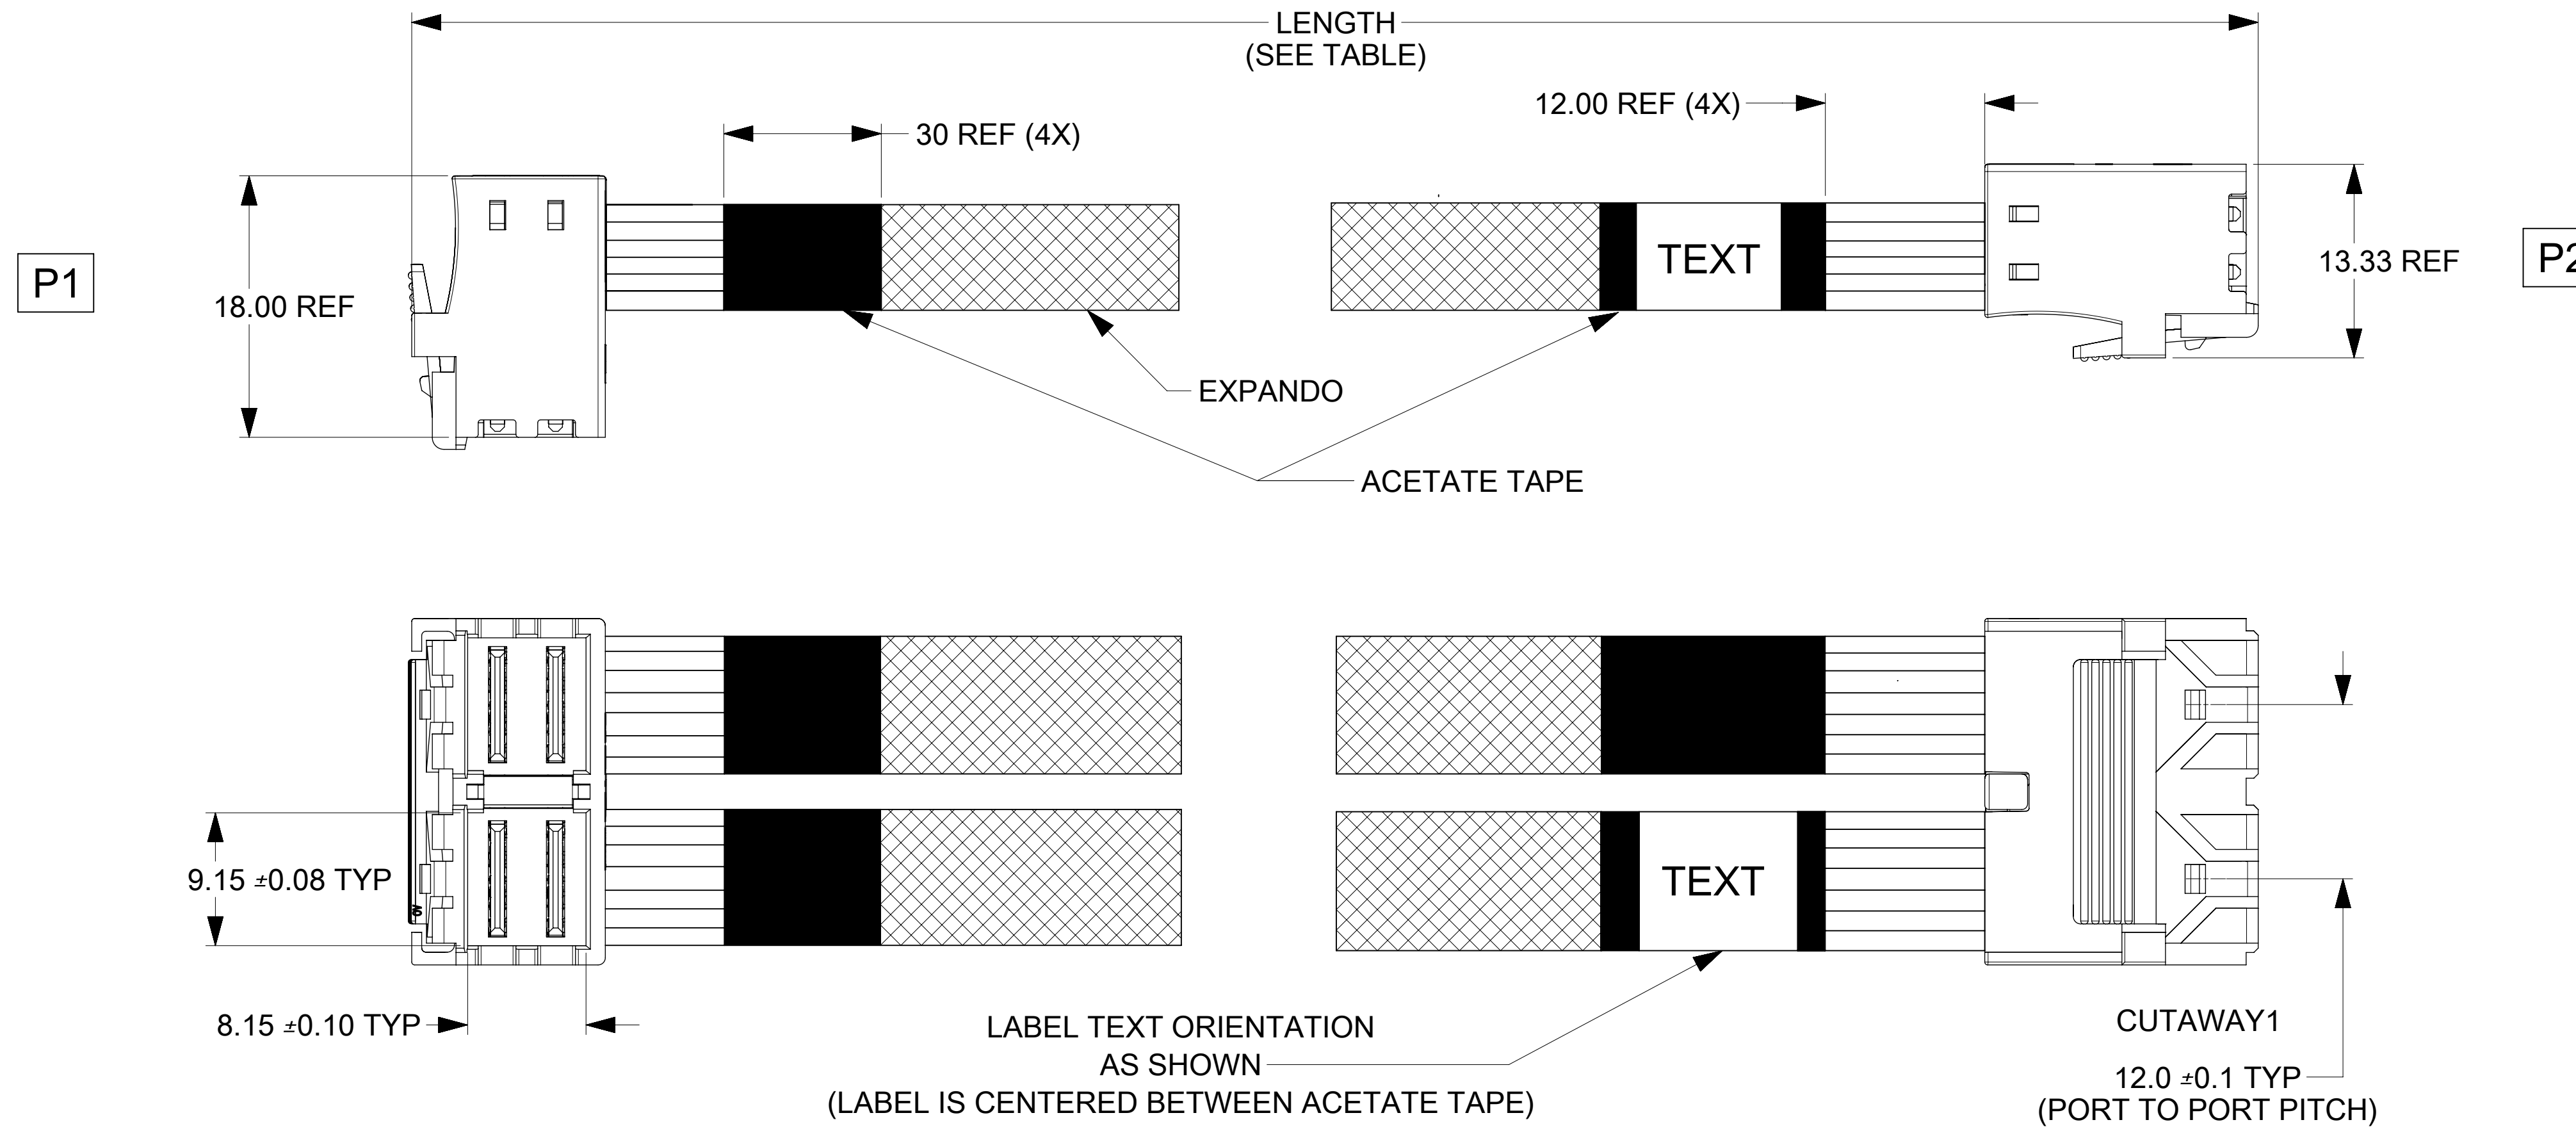 LENGTH
(SEE TABLE)
12.00 REF (4X)
30 REF (4X)
P1
18.00 REF
TEXT
13.33 REF
EXPANDO
ACETATE TAPE
9.15 ±0.08 TYP
TEXT
8.15 ±0.10 TYP
LABEL TEXT ORIENTATION
AS SHOWN
(LABEL IS CENTERED BETWEEN ACETATE TAPE)
CUTAWAY1
12.0 ±0.1 TYP
(PORT TO PORT PITCH)